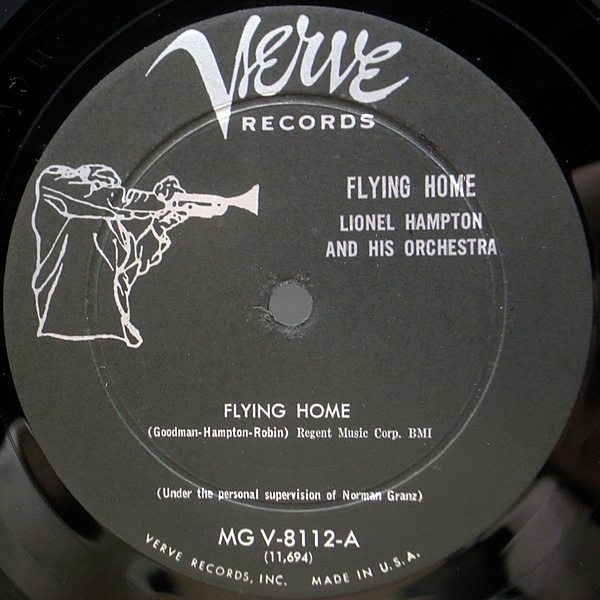 Verve
RECORDS
FLYING HOME
LIONEL HAMPTON
AND HIS ORCHESTRA
FLYING HOME
(Goodman-Hampton-Robin) Regent Music Corp. BMI
(Under the personal supervision of Norman Granz)
MG V-8112-A
(11,694)
VERVE RECORDS, INC. MADE IN U.S.A.